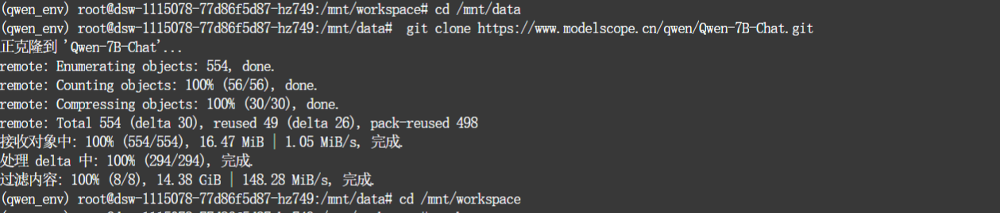 (qwen_env) root@dsw-1115078-77d86f5d87-hz749:/mnt/workspace# cd /mnt/data
(qwen_env) root@dsw-1115078-77d86f5d87-hz749:/mnt/data#  git clone https://www.modelscope.cn/qwen/Qwen-7B-Chat.git
正克隆到 'Qwen-7B-Chat'...
remote: Enumerating objects: 554, done.
remote: Counting objects: 100% (56/56), done.
remote: Compressing objects: 100% (30/30), done.
remote: Total 554 (delta 30), reused 49 (delta 26), pack-reused 498
接收对象中: 100% (554/554), 16.47 MiB | 1.05 MiB/s, 完成.
处理 delta 中: 100% (294/294), 完成.
过滤内容: 100% (8/8), 14.38 GiB | 148.28 MiB/s, 完成.
(qwen_env) root@dsw-1115078-77d86f5d87-hz749:/mnt/data# cd /mnt/workspace